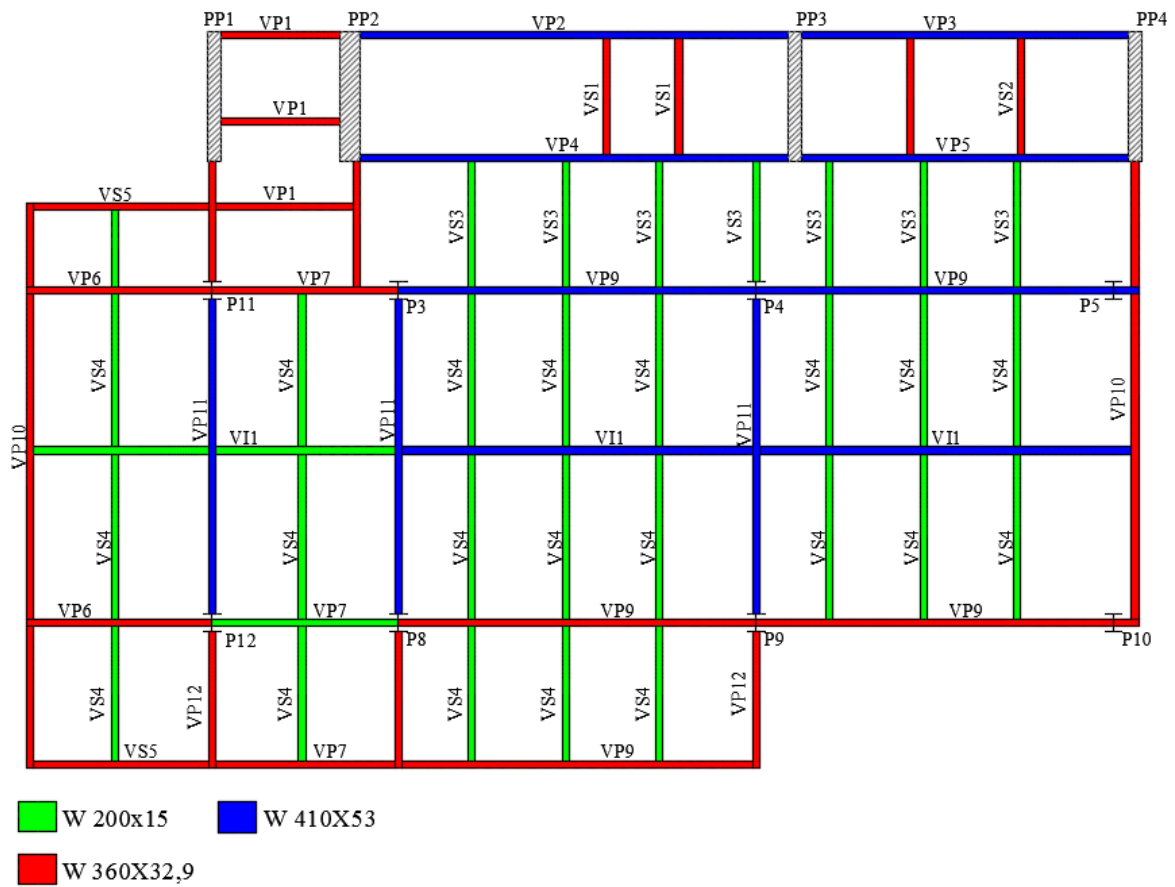 PP1 VP1 PP2 VP2 PP3 VP3 PP4
VS1 VS1 VS2
VP1
VP4 VP5
VS5 VP1
VS3 VS3 VS3 VS3 VS3 VS3 VS3
VP6 VP7 VP9 VP9
P11 P3 P4 P5
VS4 VS4 VS4 VS4 VS4 VS4 VS4 VS4
VP10 VP11 VP11 VP11 VP10
VI1 VI1 VI1
VS4 VS4 VS4 VS4 VS4 VS4 VS4 VS4
VP6 VP7 VP9 VP9
P12 P8 P9 P10
VS4 VP12 VS4 VS4 VS4 VS4 VP12
VS5 VP7 VP9
W 200x15 W 410X53
W 360X32,9